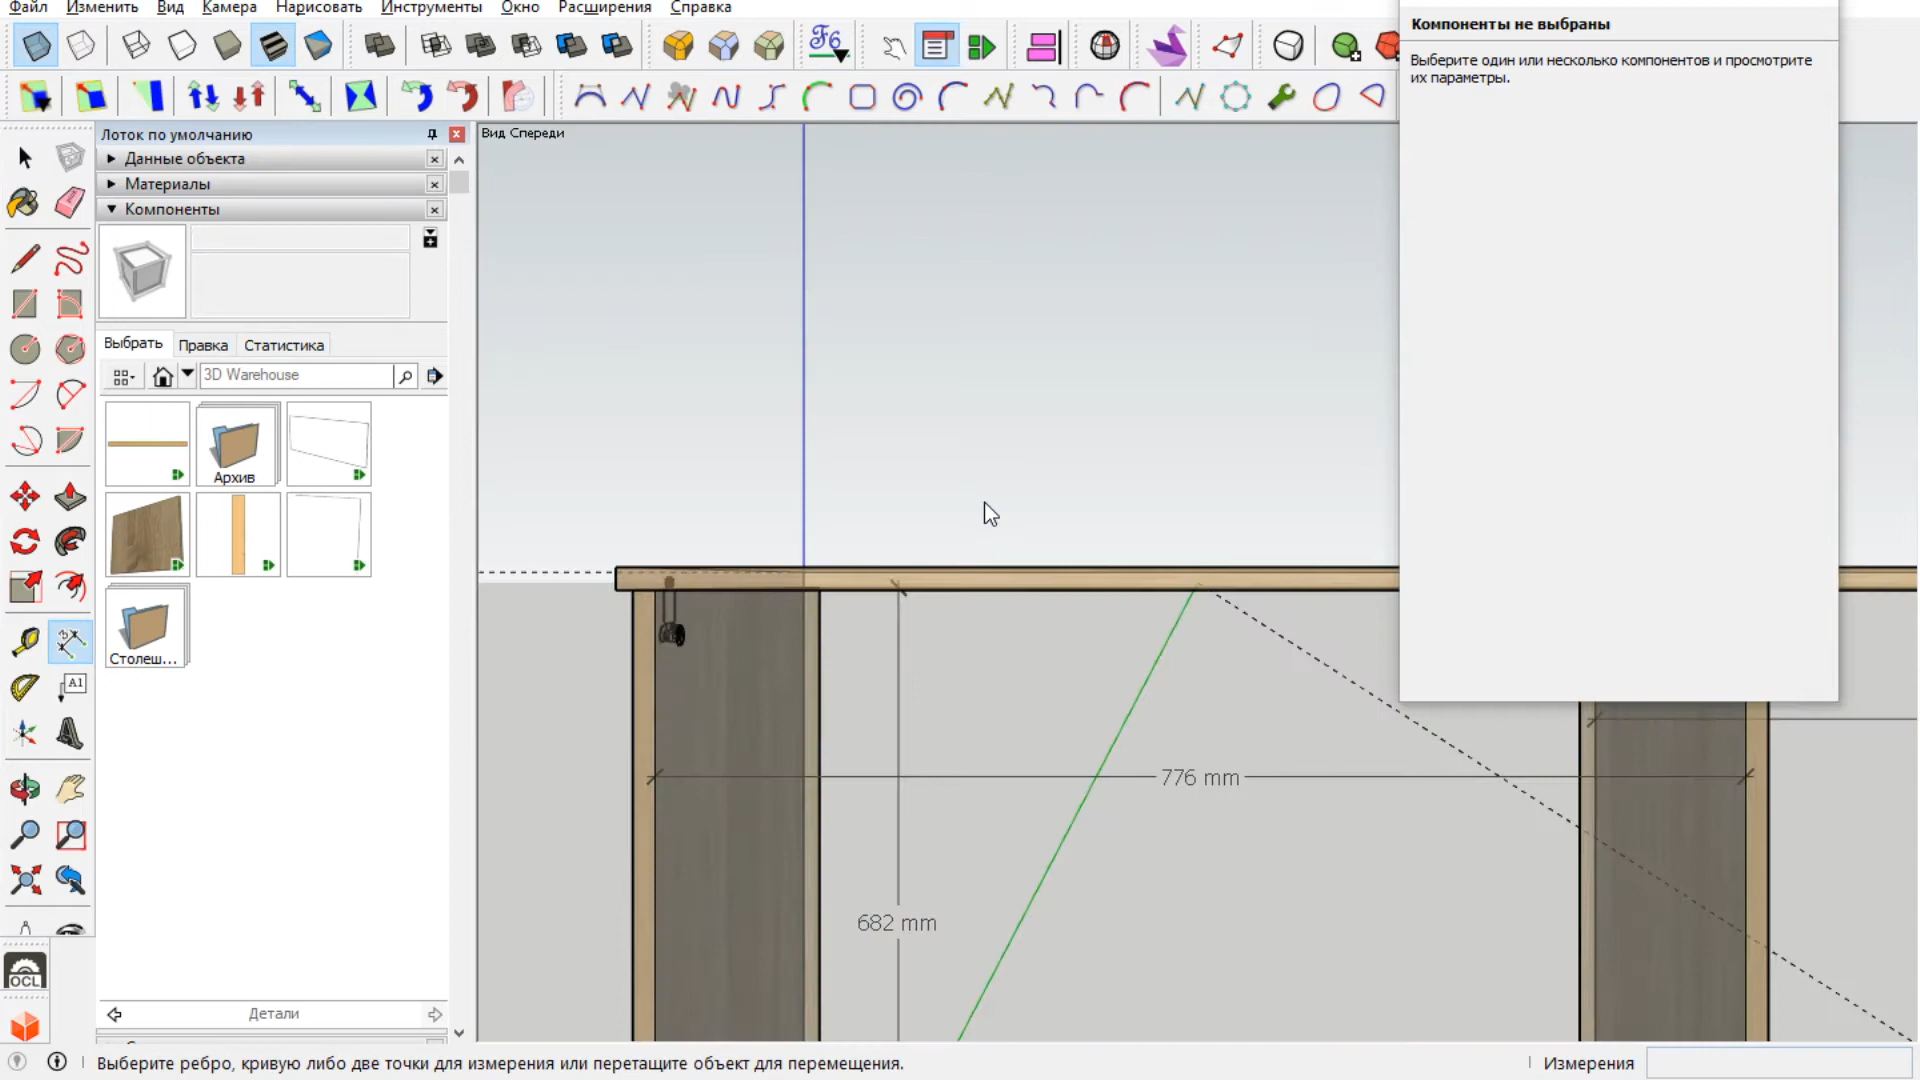 Файл Изменить Вид Камера Нарисовать Инструменты Окно Расширения Справка
F6
Компоненты не выбраны
Выберите один или несколько компонентов и просмотрите
их параметры.
Лоток по умолчанию
Данные объекта
Материалы
Компоненты
Выбрать Правка Статистика
3D Warehouse
Архив
Столеш...
A1
OCL
Детали
Вид Спереди
776 mm
682 mm
Выберите ребро, кривую либо две точки для измерения или перетащите объект для перемещения.
Измерения